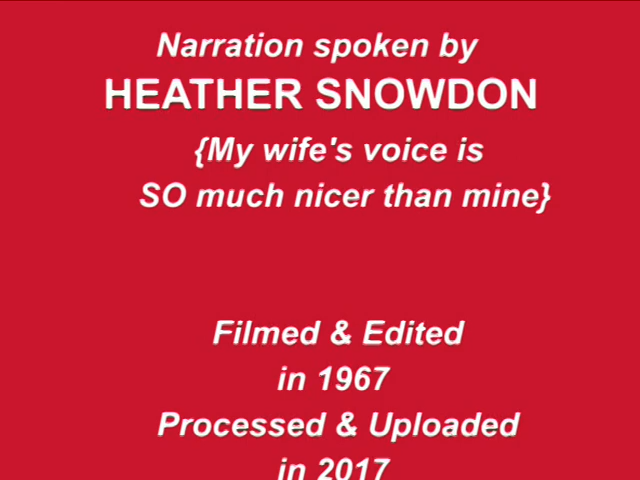 Narration spoken by
HEATHER SNOWDON
{My wife's voice is
SO much nicer than mine}
Filmed & Edited
in 1967
Processed & Uploaded
in 2017